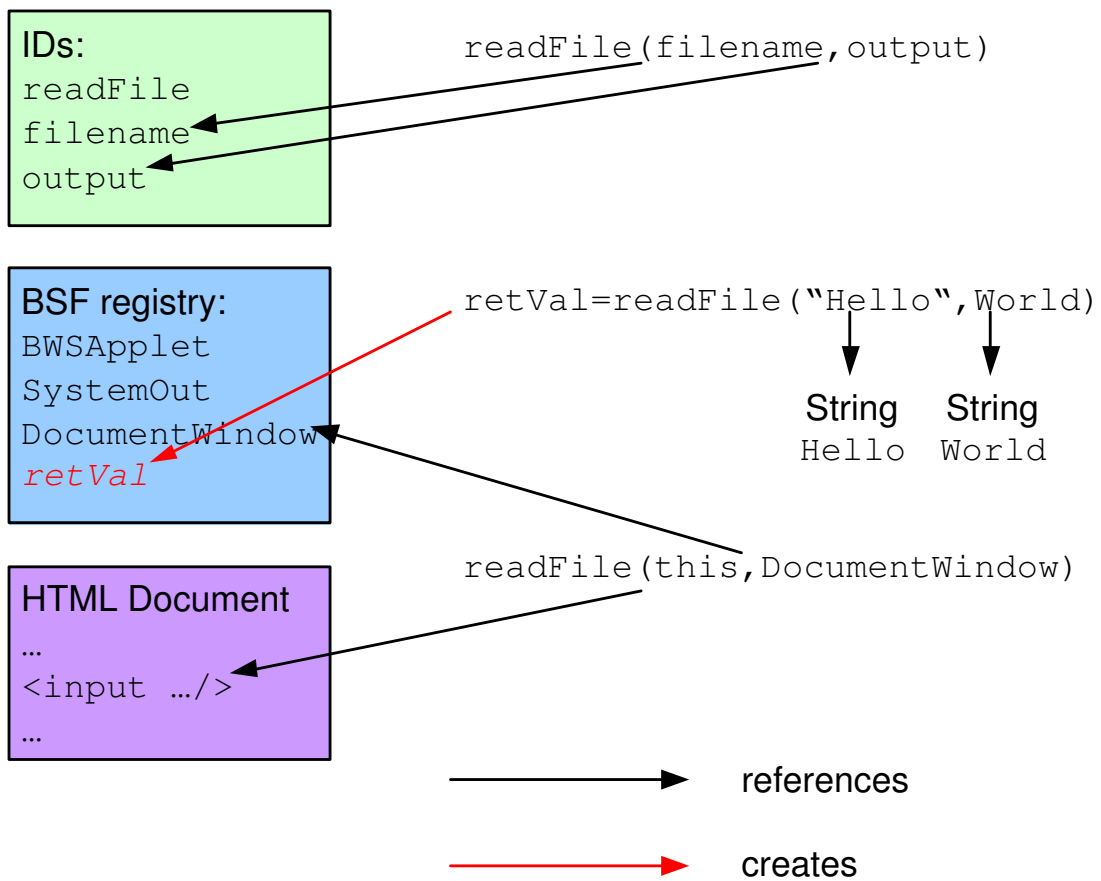 IDs:
readFile
filename
output
readFile(filename,output)
BSF registry:
BWSApplet
SystemOut
DocumentWindow
retVal
retVal=readFile(“Hello“,World)
String String
Hello World
readFile(this,DocumentWindow)
HTML Document
…
<input …/>
…
references
creates